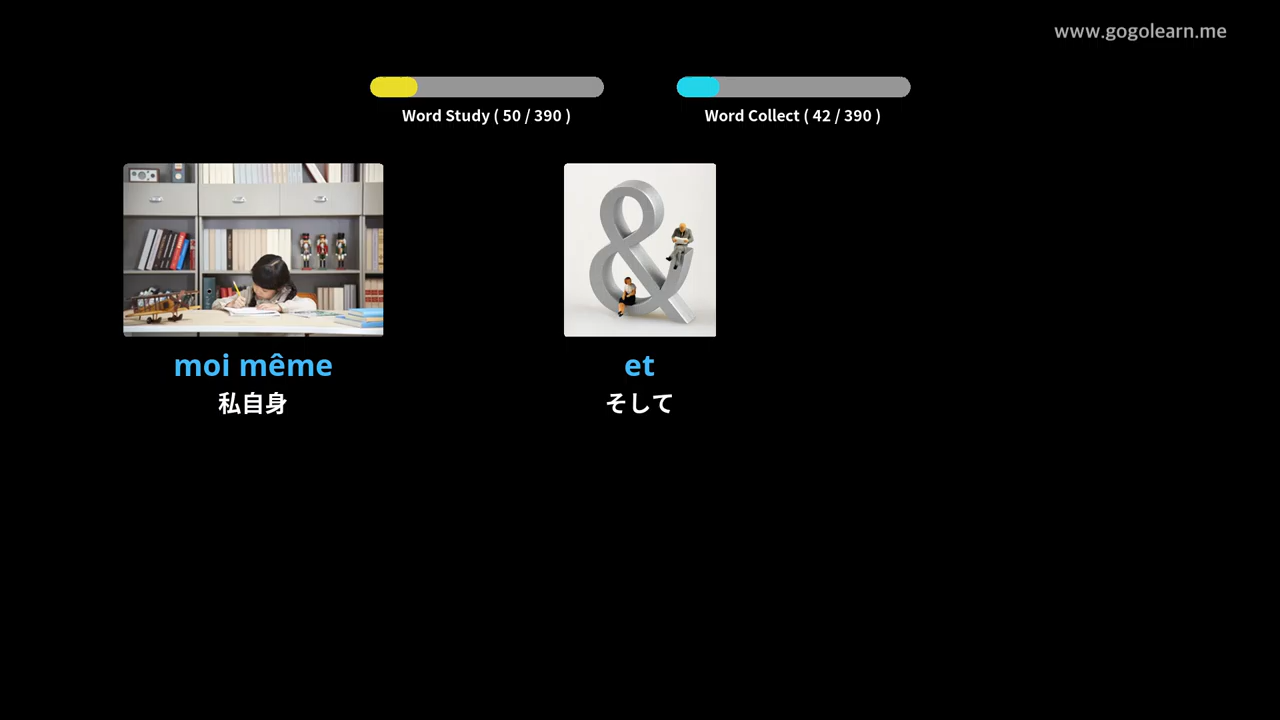 www.gogolearn.me
Word Study ( 50 / 390 )
Word Collect ( 42 / 390 )
moi même
私自身
et
そして